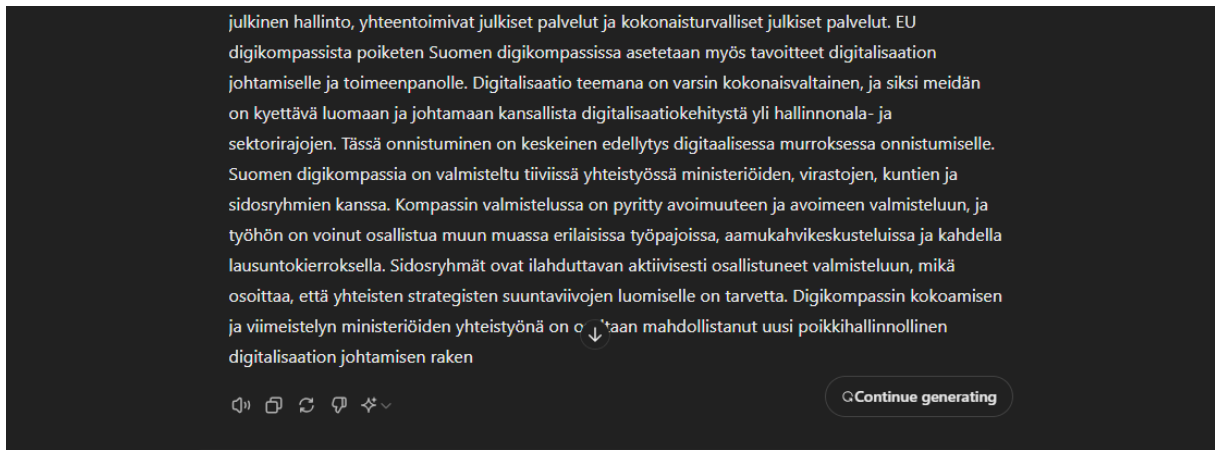 julkinen hallinto, yhteentoimivat julkiset palvelut ja kokonaisturvalliset julkiset palvelut. EU
digikompassista poiketen Suomen digikompassissa asetetaan myös tavoitteet digitalisaation
johtamiselle ja toimeenpanolle. Digitalisaatio teemana on varsin kokonaisvaltainen, ja siksi meidän
on kyettävä luomaan ja johtamaan kansallista digitalisaatiokehitystä yli hallinnonala- ja
sektorirajojen. Tässä onnistuminen on keskeinen edellytys digitaalisessa murroksessa onnistumiselle.
Suomen digikompassia on valmisteltu tiiviissä yhteistyössä ministeriöiden, virastojen, kuntien ja
sidosryhmien kanssa. Kompassin valmistelussa on pyritty avoimuuteen ja avoimeen valmisteluun, ja
työhön on voinut osallistua muun muassa erilaisissa työpajoissa, aamukahvikeskusteluissa ja kahdella
lausuntokierroksella. Sidosryhmät ovat ilahduttavan aktiivisesti osallistuneet valmisteluun, mikä
osoittaa, että yhteisten strategisten suuntaviivojen luomiselle on tarvetta. Digikompassin kokoamisen
ja viimeistelyn ministeriöiden yhteistyönä on mahdollistanut uusi poikkihallinnollinen
digitalisaation johtamisen raken
Continue generating